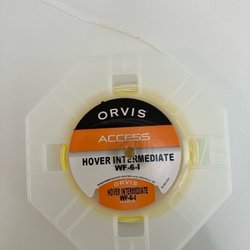 ORVIS
ACCESS
HOVER INTERMEDIATE
WF-6-I
HOVER INTERMEDIATE
WF-6-I